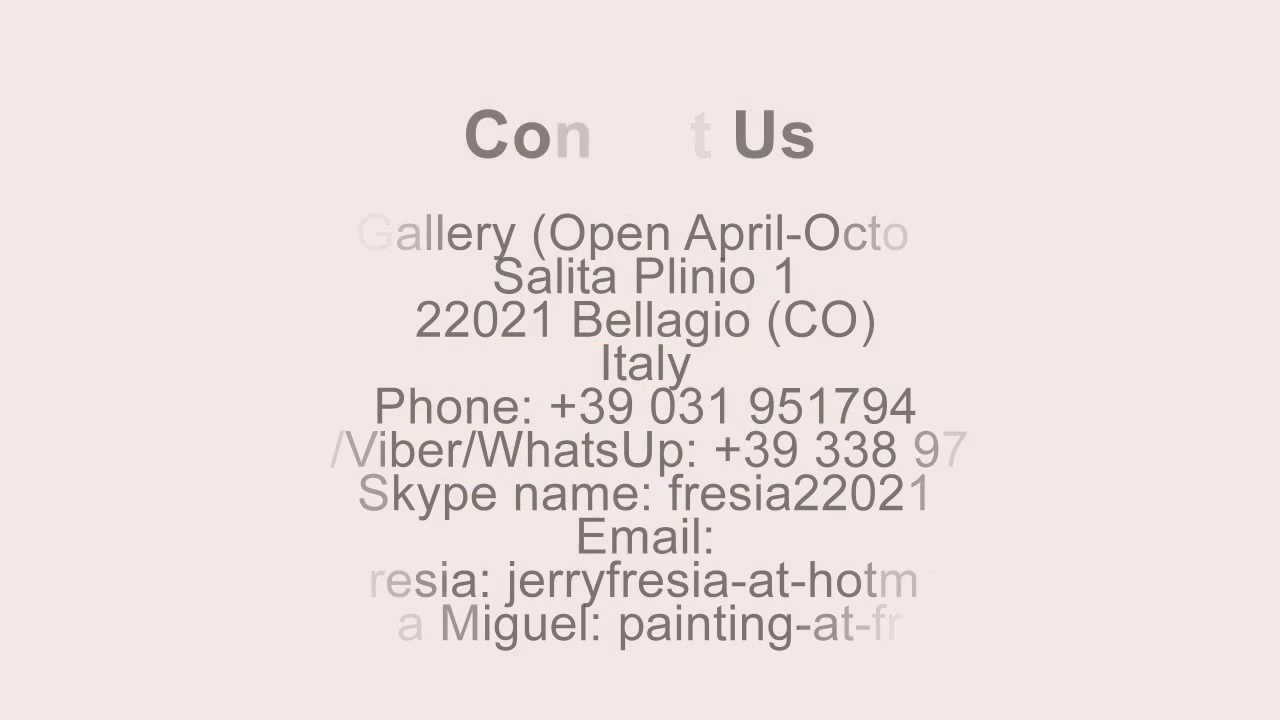 Con t Us
Gallery (Open April-Octo
Salita Plinio 1
22021 Bellagio (CO)
Italy
Phone: +39 031 951794
/Viber/WhatsUp: +39 338 97
Skype name: fresia22021
Email:
resia: jerryfresia-at-hotm
a Miguel: painting-at-fr